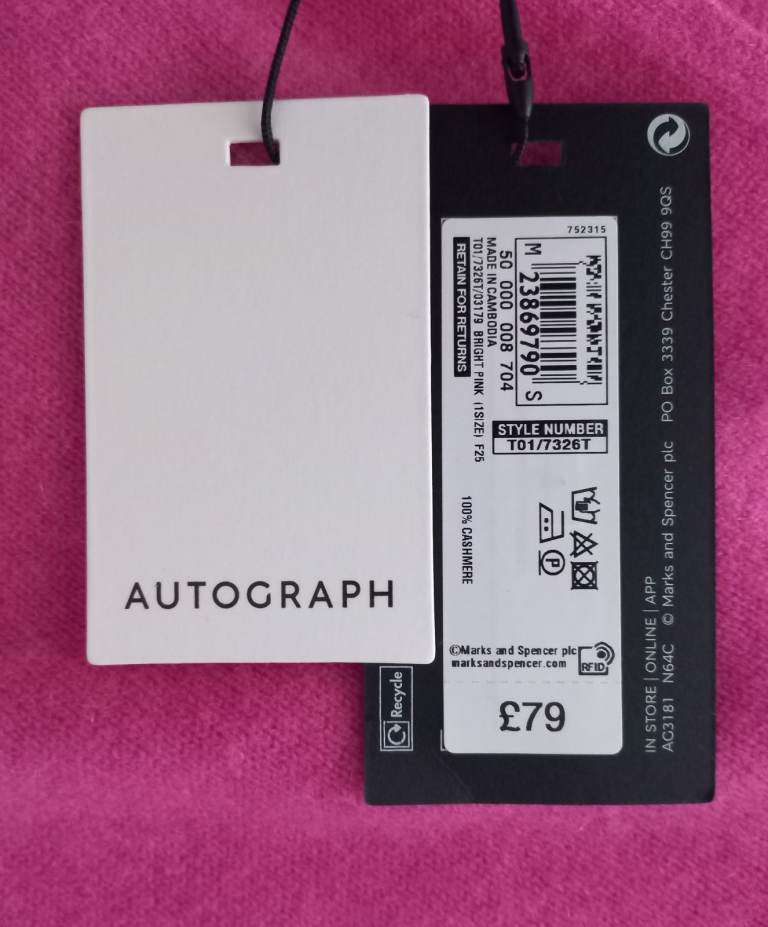 AUTOGRAPH
752315
M 23869790 S
50 000 008 704
MADE IN CAMBODIA
T01/7326T/03179 BRIGHT PINK (1SIZE) F25
RETAIN FOR RETURNS
STYLE NUMBER
T01/7326T
P
100% CASHMERE
©Marks and Spencer plc
marksandspencer.com
RFID
£79
Recycle
IN STORE | ONLINE | APP
AG3181 N64C © Marks and Spencer plc PO Box 3339 Chester CH99 9QS